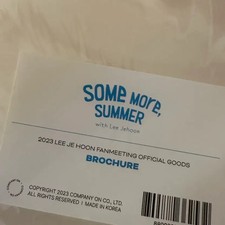 SOME MORE,
SUMMER
with Lee Jehoon
2023 LEE JE HOON FANMEETING OFFICIAL GOODS
BROCHURE
COPYRIGHT 2023 COMPANY ON CO., LTD.
ALL RIGHTS RESERVED | MADE IN KOREA